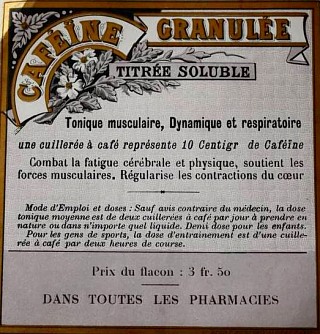 CAFÉINE GRANULÉE
TITRÉE SOLUBLE
Tonique musculaire, Dynamique et respiratoire
une cuillerée à café représente 10 Centigr de Caféïne
Combat la fatigue cérébrale et physique, soutient les
forces musculaires. Régularise les contractions du cœur
Mode d'Emploi et doses : Sauf avis contraire du médecin, la dose
tonique moyenne est de deux cuillerées à café par jour à prendre en
nature ou dans n'importe quel liquide. Demi dose pour les enfants.
Pour les gens de sports, la dose d'entrainement est d'une cuille-
rée à café par deux heures de course.
Prix du flacon : 3 fr. 50
DANS TOUTES LES PHARMACIES